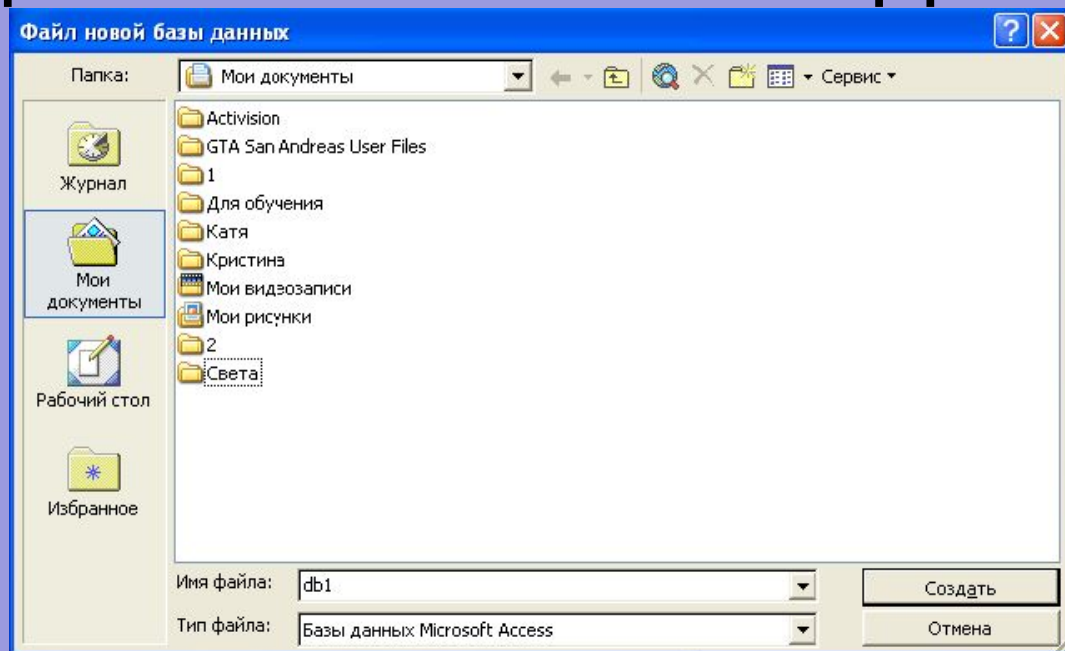 Файл новой базы данных
Папка:
Мои документы
Сервис
Activision
GTA San Andreas User Files
1
Для обучения
Катя
Кристина
Мои видеозаписи
Мои рисунки
2
Света
Журнал
Мои
документы
Рабочий стол
Избранное
Имя файла:
db1
Создать
Тип файла:
Базы данных Microsoft Access
Отмена